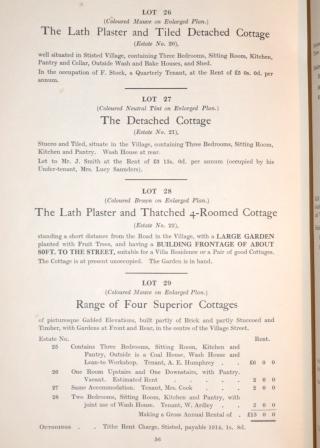 LOT 26
(Coloured Mauve on Enlarged Plan.)
The Lath Plaster and Tiled Detached Cottage
(Estate No. 20),
well situated in Stisted Village, containing Three Bedrooms, Sitting Room, Kitchen,
Pantry and Cellar, Outside Wash and Bake Houses, and Shed.
In the occupation of F. Stock, a Quarterly Tenant, at the Rent of £5 0s. 0d. per
annum.
LOT 27
(Coloured Neutral Tint on Enlarged Plan.)
The Detached Cottage
(Estate No. 21),
Stucco and Tiled, situate in the Village, containing Three Bedrooms, Sitting Room,
Kitchen and Pantry. Wash House at rear.
Let to Mr. J. Smith at the Rent of £3 15s. 0d. per annum (occupied by his
Under-tenant, Mrs. Lucy Saunders).
LOT 28
(Coloured Brown on Enlarged Plan.)
The Lath Plaster and Thatched 4-Roomed Cottage
(Estate No. 22),
standing a short distance from the Road in the Village, with a LARGE GARDEN
planted with Fruit Trees, and having a BUILDING FRONTAGE OF ABOUT
80FT. TO THE STREET, suitable for a Villa Residence or a Pair of good Cottages.
The Cottage is at present unoccupied. The Garden is in hand.
LOT 29
(Coloured Mauve on Enlarged Plan.)
Range of Four Superior Cottages
of picturesque Gabled Elevations, built partly of Brick and partly Stuccoed and
Timber, with Gardens at Front and Rear, in the centre of the Village Street.
Estate No. Rent.
25 Contains Three Bedrooms, Sitting Room, Kitchen and
Pantry, Outside is a Coal House, Wash House and
Lean-to Workshop. Tenant, A. E. Humphrey . . £6 0 0
26 One Room Upstairs and One Downstairs, with Pantry.
Vacant. Estimated Rent . . . . 2 0 0
27 Same Accommodation. Tenant, Mrs. Cook . . 2 0 0
28 Two Bedrooms, Sitting Room, Kitchen and Pantry, with
joint use of Wash House. Tenant, W. Ardley . . 3 0 0
Making a Gross Annual Rental of . £13 0 0
OUTGOINGS . . Tithe Rent Charge, Stisted, payable 1914, 1s. 8d.
56